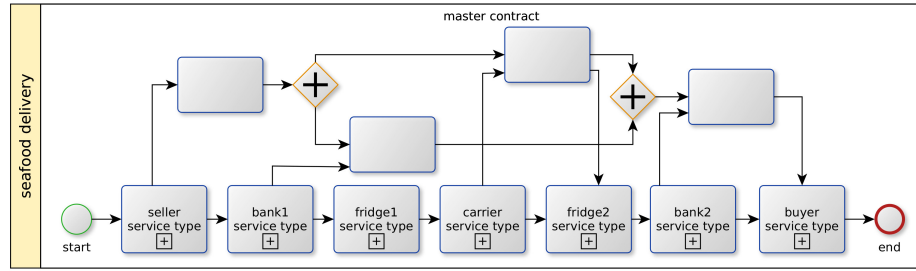 master contract
seafood delivery
start
seller
service type
bank1
service type
fridge1
service type
carrier
service type
fridge2
service type
bank2
service type
buyer
service type
end